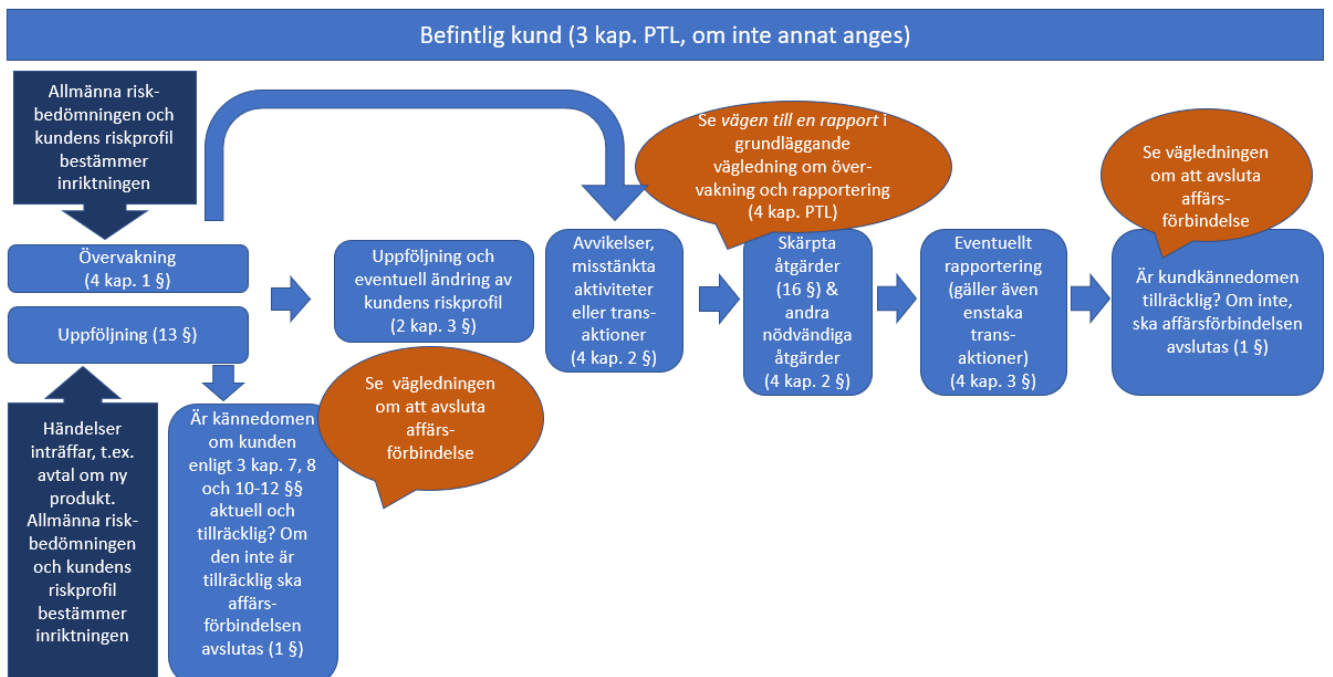 Befintlig kund (3 kap. PTL, om inte annat anges)
Allmänna risk-
bedömningen och
kundens riskprofil
bestämmer
inriktningen
Övervakning
(4 kap. 1 §)
Uppföljning (13 §)
Händelser
inträffar, t.ex.
avtal om ny
produkt.
Allmänna risk-
bedömningen
och kundens
riskprofil
bestämmer
inriktningen
Är kännedomen
om kunden
enligt 3 kap. 7, 8
och 10-12 §§
aktuell och
tillräcklig? Om
den inte är
tillräcklig ska
affärs-
förbindelsen
avslutas (1 §)
Se  vägledningen
om att avsluta
affärs-
förbindelse
Uppföljning och
eventuell ändring av
kundens riskprofil
(2 kap. 3 §)
Avvikelser,
misstänkta
aktiviteter
eller trans-
aktioner
(4 kap. 2 §)
Se vägen till en rapport i
grundläggande
vägledning om över-
vakning och rapportering
(4 kap. PTL)
Skärpta
åtgärder
(16 §) &
andra
nödvändiga
åtgärder
(4 kap. 2 §)
Eventuellt
rapportering
(gäller även
enstaka
trans-
aktioner)
(4 kap. 3 §)
Se vägledningen
om att avsluta
affärs-
förbindelse
Är kundkännedomen
tillräcklig? Om inte,
ska affärsförbindelsen
avslutas (1 §)